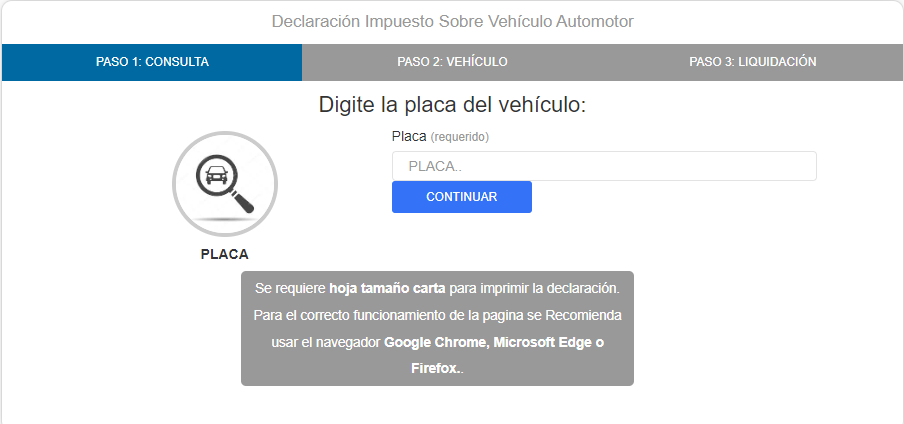 Declaración Impuesto Sobre Vehículo Automotor
PASO 1: CONSULTA
PASO 2: VEHÍCULO
PASO 3: LIQUIDACIÓN
Digite la placa del vehículo:
Placa (requerido)
PLACA..
CONTINUAR
PLACA
Se requiere hoja tamaño carta para imprimir la declaración.
Para el correcto funcionamiento de la pagina se Recomienda
usar el navegador Google Chrome, Microsoft Edge o
Firefox..